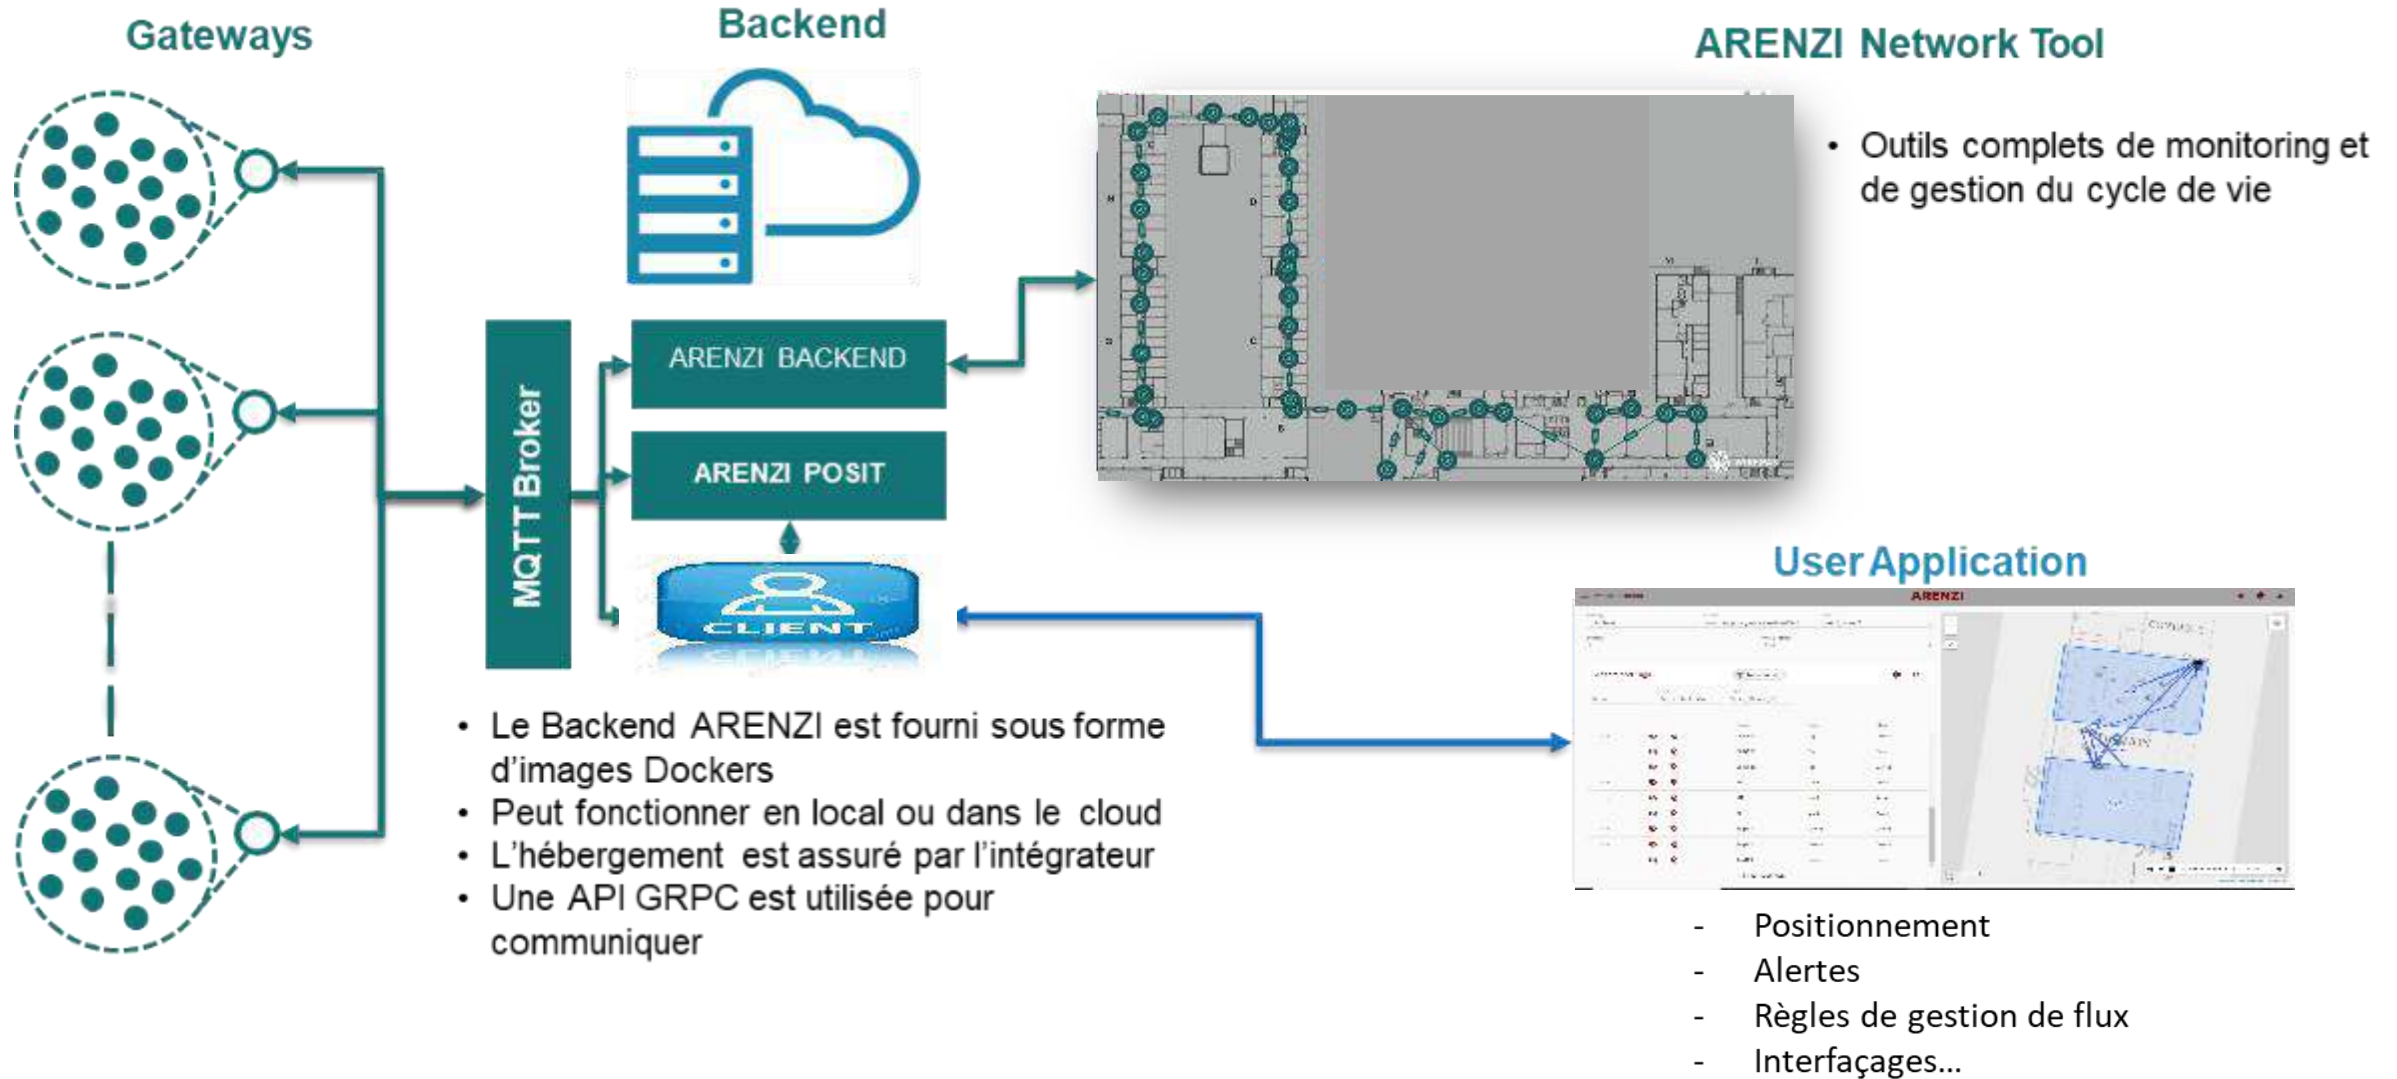 Gateways
Backend
ARENZI Network Tool
• Outils complets de monitoring et
de gestion du cycle de vie
MQTT Broker
ARENZI BACKEND
ARENZI POSIT
CLIENT
• Le Backend ARENZI est fourni sous forme
d’images Dockers
• Peut fonctionner en local ou dans le cloud
• L’hébergement est assuré par l’intégrateur
• Une API GRPC est utilisée pour
communiquer
User Application
ARENZI
- Positionnement
- Alertes
- Règles de gestion de flux
- Interfaçages...